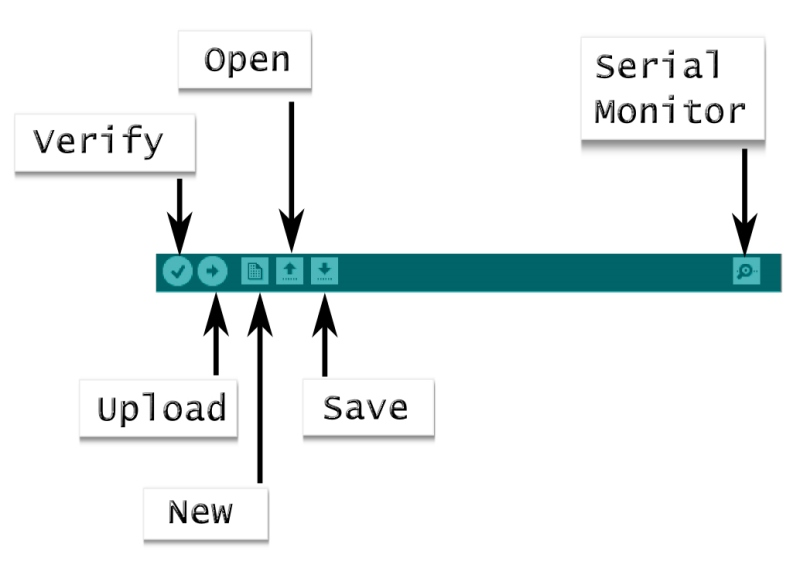 Open
Serial
Monitor
Verify
Upload
Save
New